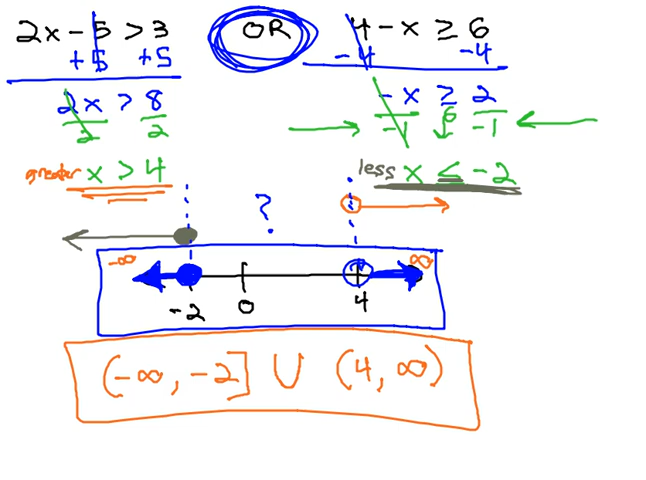 2x - 5 > 3 OR 4 - x ≥ 6
+5 +5 -4 -4
2x > 8 -x ≥ 2
2 2 -1 -1
greater x > 4 less x ≤ -2
?
-∞ ∞
-2 0 4
(-∞, -2] ∪ (4, ∞)